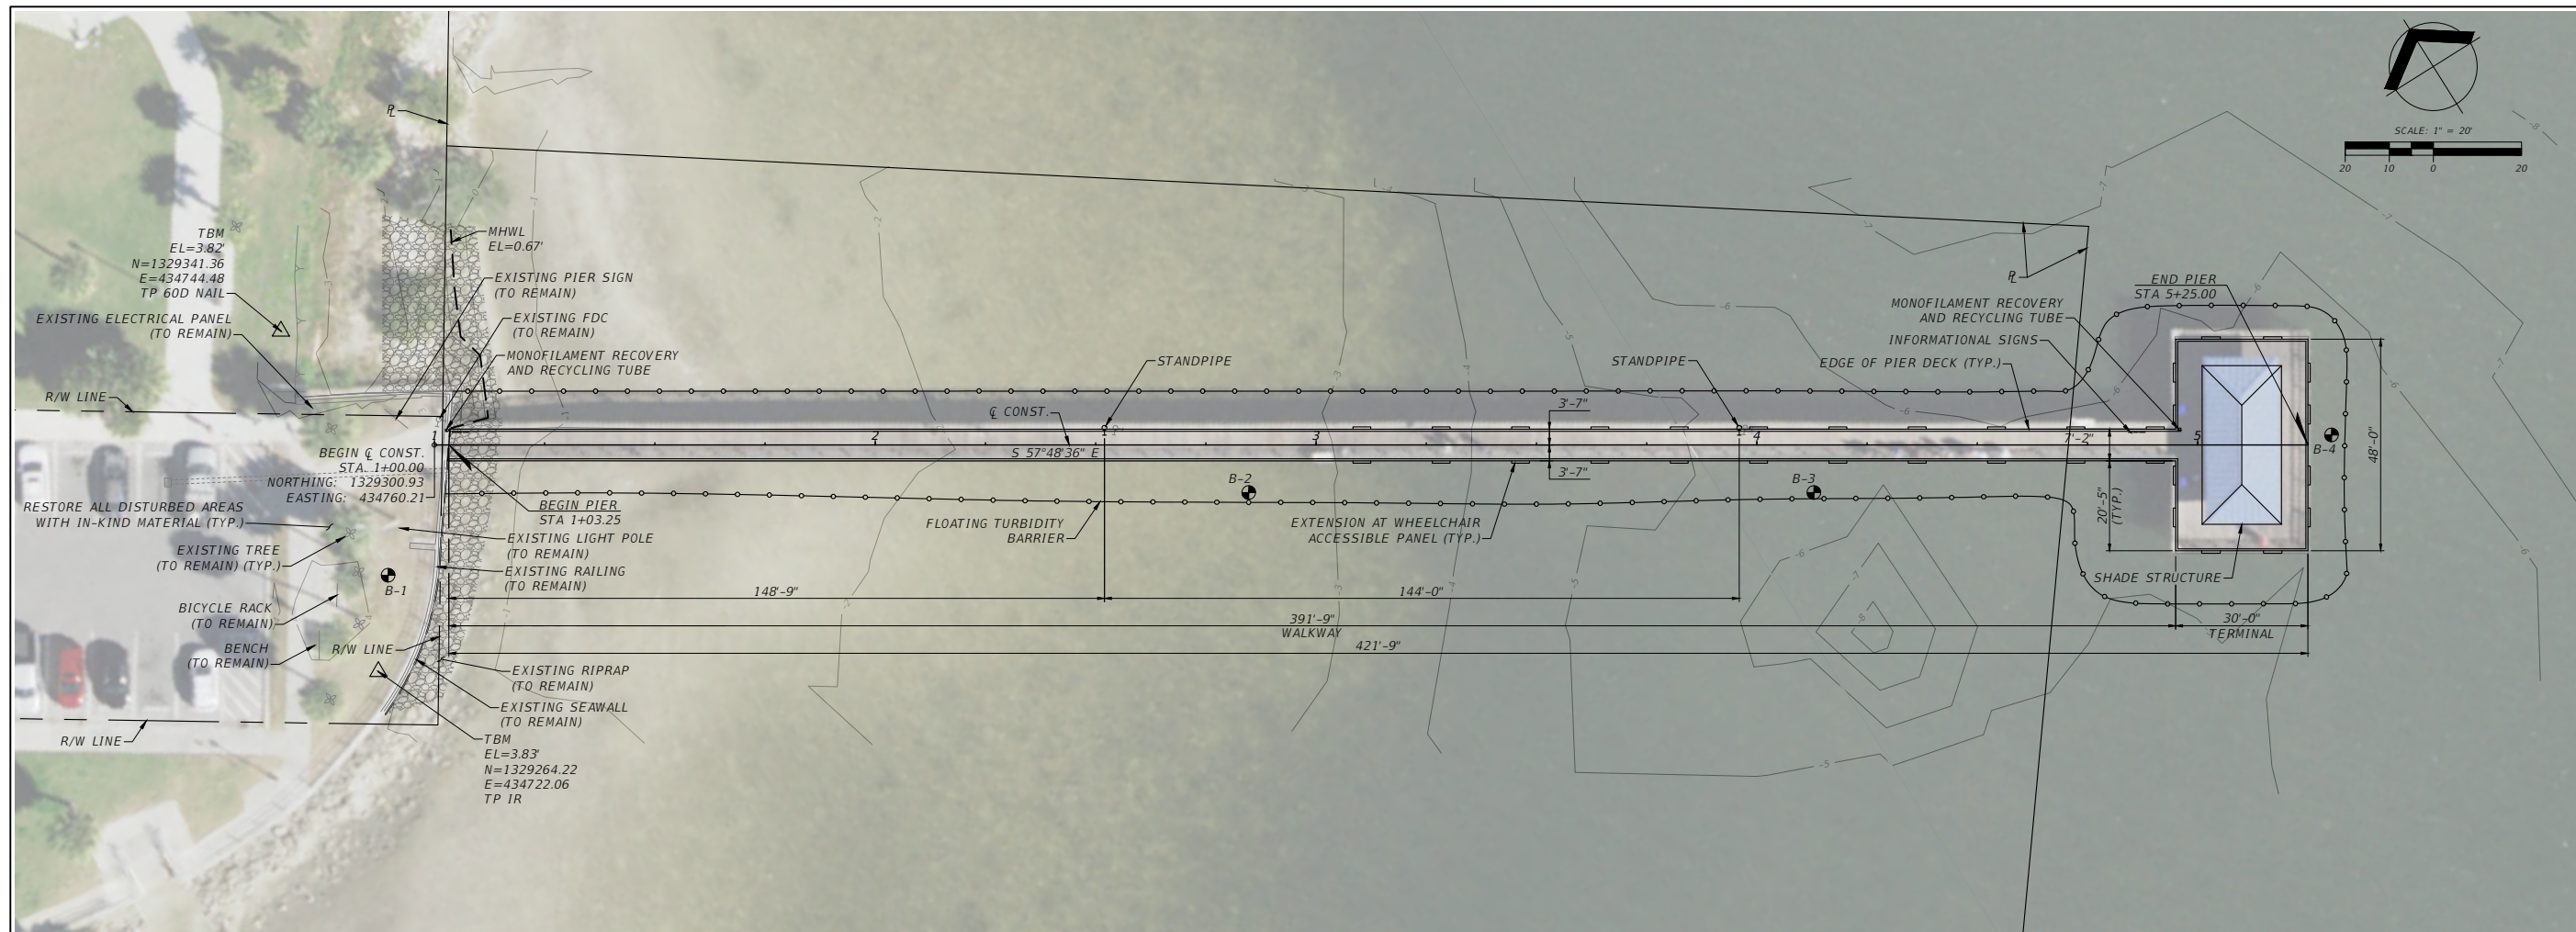 SCALE: 1" = 20'
20 10 0 20
℄ CONST.
S 57°48'36" E
1 2 3 4 5
TBM
EL=3.82'
N=1329341.36
E=434744.48
TP 60D NAIL
EXISTING ELECTRICAL PANEL
(TO REMAIN)
R/W LINE
BEGIN ℄ CONST.
STA. 1+00.00
NORTHING: 1329300.93
EASTING: 434760.21
RESTORE ALL DISTURBED AREAS
WITH IN-KIND MATERIAL (TYP.)
EXISTING TREE
(TO REMAIN) (TYP.)
B-1
BICYCLE RACK
(TO REMAIN)
BENCH
(TO REMAIN)
R/W LINE
R/W LINE
MHWL
EL=0.67'
EXISTING PIER SIGN
(TO REMAIN)
EXISTING FDC
(TO REMAIN)
MONOFILAMENT RECOVERY
AND RECYCLING TUBE
BEGIN PIER
STA 1+03.25
EXISTING LIGHT POLE
(TO REMAIN)
EXISTING RAILING
(TO REMAIN)
EXISTING RIPRAP
(TO REMAIN)
EXISTING SEAWALL
(TO REMAIN)
TBM
EL=3.83'
N=1329264.22
E=434722.06
TP IR
STANDPIPE
STANDPIPE
3'-7"
3'-7"
B-2
B-3
FLOATING TURBIDITY
BARRIER
EXTENSION AT WHEELCHAIR
ACCESSIBLE PANEL (TYP.)
148'-9"
144'-0"
391'-9"
WALKWAY
421'-9"
END PIER
STA 5+25.00
MONOFILAMENT RECOVERY
AND RECYCLING TUBE
INFORMATIONAL SIGNS
EDGE OF PIER DECK (TYP.)
7'-2"
20'-5"
(TYP.)
B-4
48'-0"
SHADE STRUCTURE
30'-0"
TERMINAL